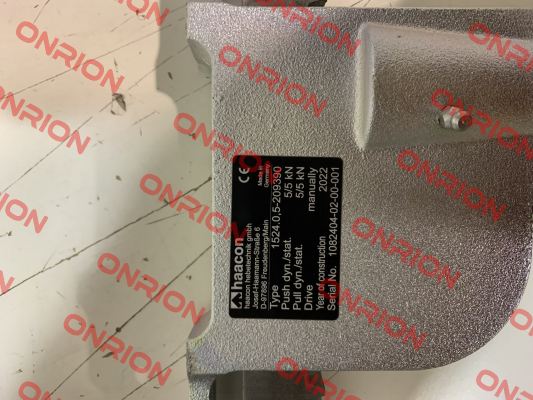 haacon
haacon hebetechnik gmbh
Josef-Haamann-Straße 6
D-97896 Freudenberg/Main
CE
Made in
Germany
Type 1524.0,5-209390
Push dyn./stat. 5/5 kN
Pull dyn./stat. 5/5 kN
Drive manually
Year of construction 2022
Serial No. 1082404-02-00-001
ONRION
ONRION
ONRION
ONRION
ONRION
ONRION
ONRION
ONRION
ONRION
ONRION
ONRION
ONRION
ONRION